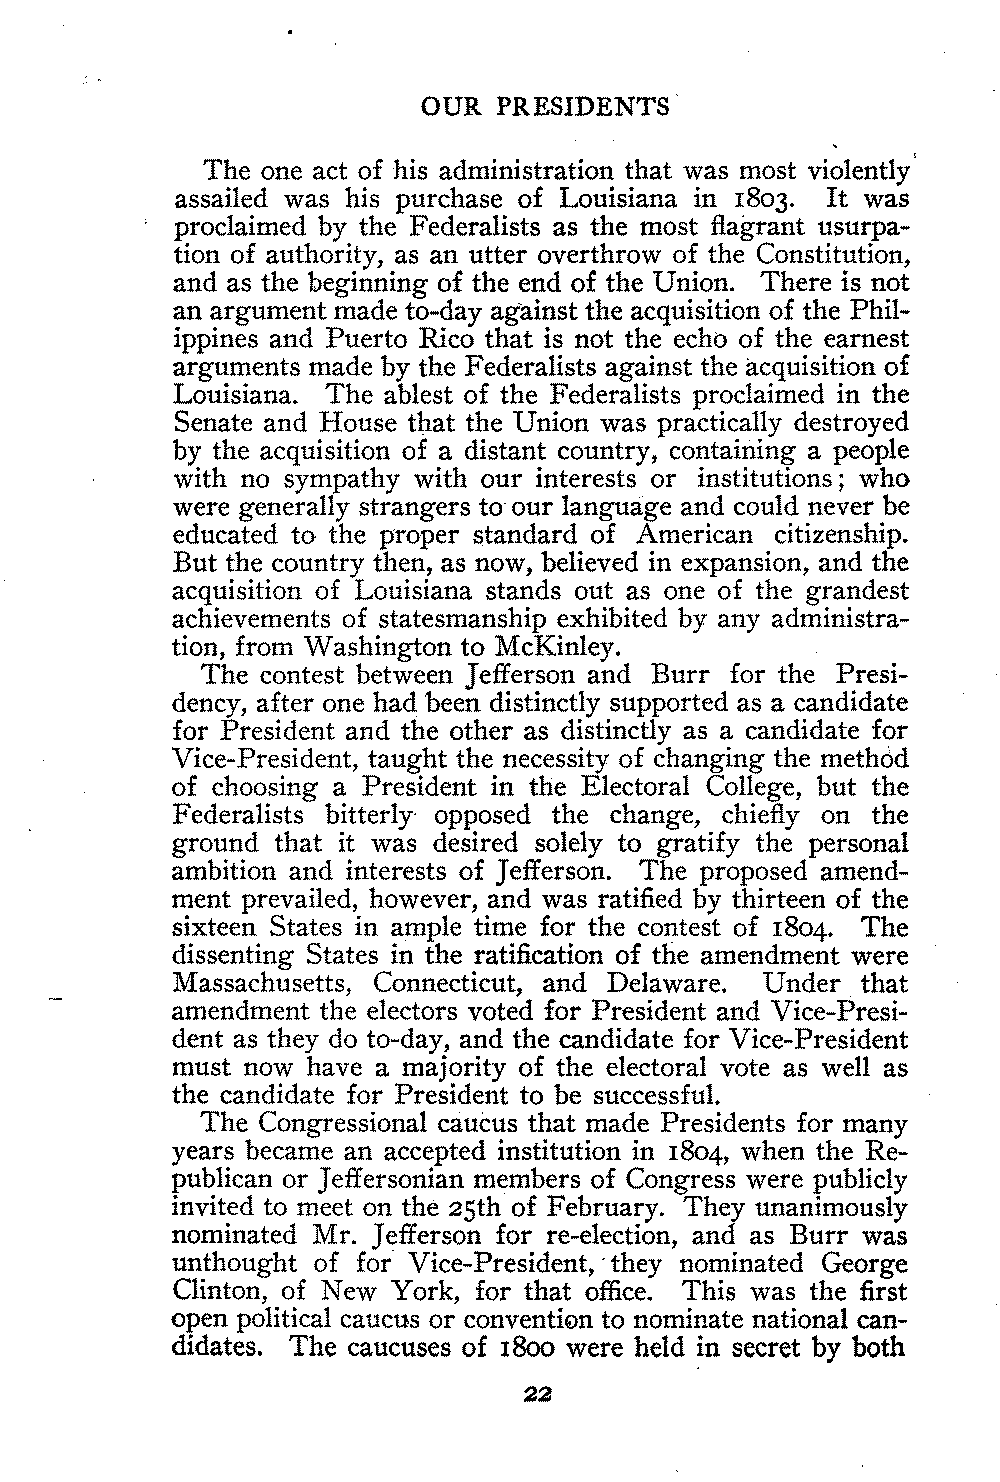 OUR PRESIDENTS
The one act of his administration that was most violently
assailed was his purchase of Louisiana in 1803. It was
proclaimed by the Federalists as the most flagrant usurpa-
tion of authority, as an utter overthrow of the Constitution,
and as the beginning of the end of the Union. There is not
an argument made to-day against the acquisition of the Phil-
ippines and Puerto Rico that is not the echo of the earnest
arguments made by the Federalists against the acquisition of
Louisiana. The ablest of the Federalists proclaimed in the
Senate and House that the Union was practically destroyed
by the acquisition of a distant country, containing a people
with no sympathy with our interests or institutions; who
were generally strangers to our language and could never be
educated to the proper standard of American citizenship.
But the country then, as now, believed in expansion, and the
acquisition of Louisiana stands out as one of the grandest
achievements of statesmanship exhibited by any administra-
tion, from Washington to McKinley.
The contest between Jefferson and Burr for the Presi-
dency, after one had been distinctly supported as a candidate
for President and the other as distinctly as a candidate for
Vice-President, taught the necessity of changing the method
of choosing a President in the Electoral College, but the
Federalists bitterly opposed the change, chiefly on the
ground that it was desired solely to gratify the personal
ambition and interests of Jefferson. The proposed amend-
ment prevailed, however, and was ratified by thirteen of the
sixteen States in ample time for the contest of 1804. The
dissenting States in the ratification of the amendment were
Massachusetts, Connecticut, and Delaware. Under that
amendment the electors voted for President and Vice-Presi-
dent as they do to-day, and the candidate for Vice-President
must now have a majority of the electoral vote as well as
the candidate for President to be successful.
The Congressional caucus that made Presidents for many
years became an accepted institution in 1804, when the Re-
publican or Jeffersonian members of Congress were publicly
invited to meet on the 25th of February. They unanimously
nominated Mr. Jefferson for re-election, and as Burr was
unthought of for Vice-President, they nominated George
Clinton, of New York, for that office. This was the first
open political caucus or convention to nominate national can-
didates. The caucuses of 1800 were held in secret by both
22